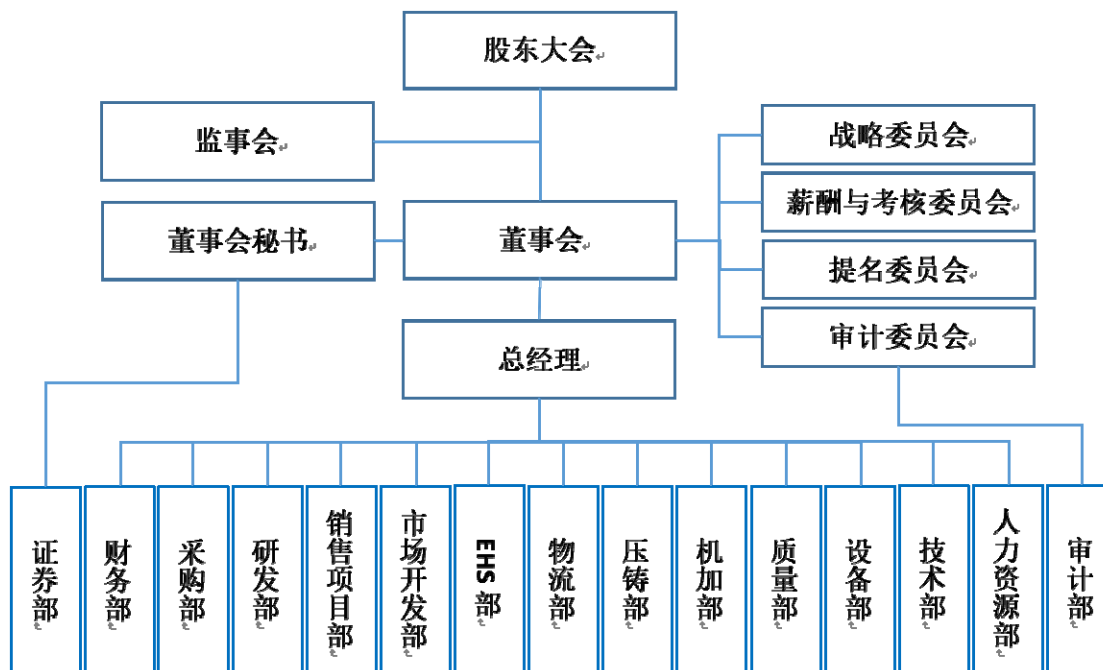 股东大会
监事会
战略委员会
薪酬与考核委员会
董事会秘书
董事会
提名委员会
审计委员会
总经理
证券部
财务部
采购部
研发部
销售项目部
市场开发部
EHS 部
物流部
压铸部
机加部
质量部
设备部
技术部
人力资源部
审计部